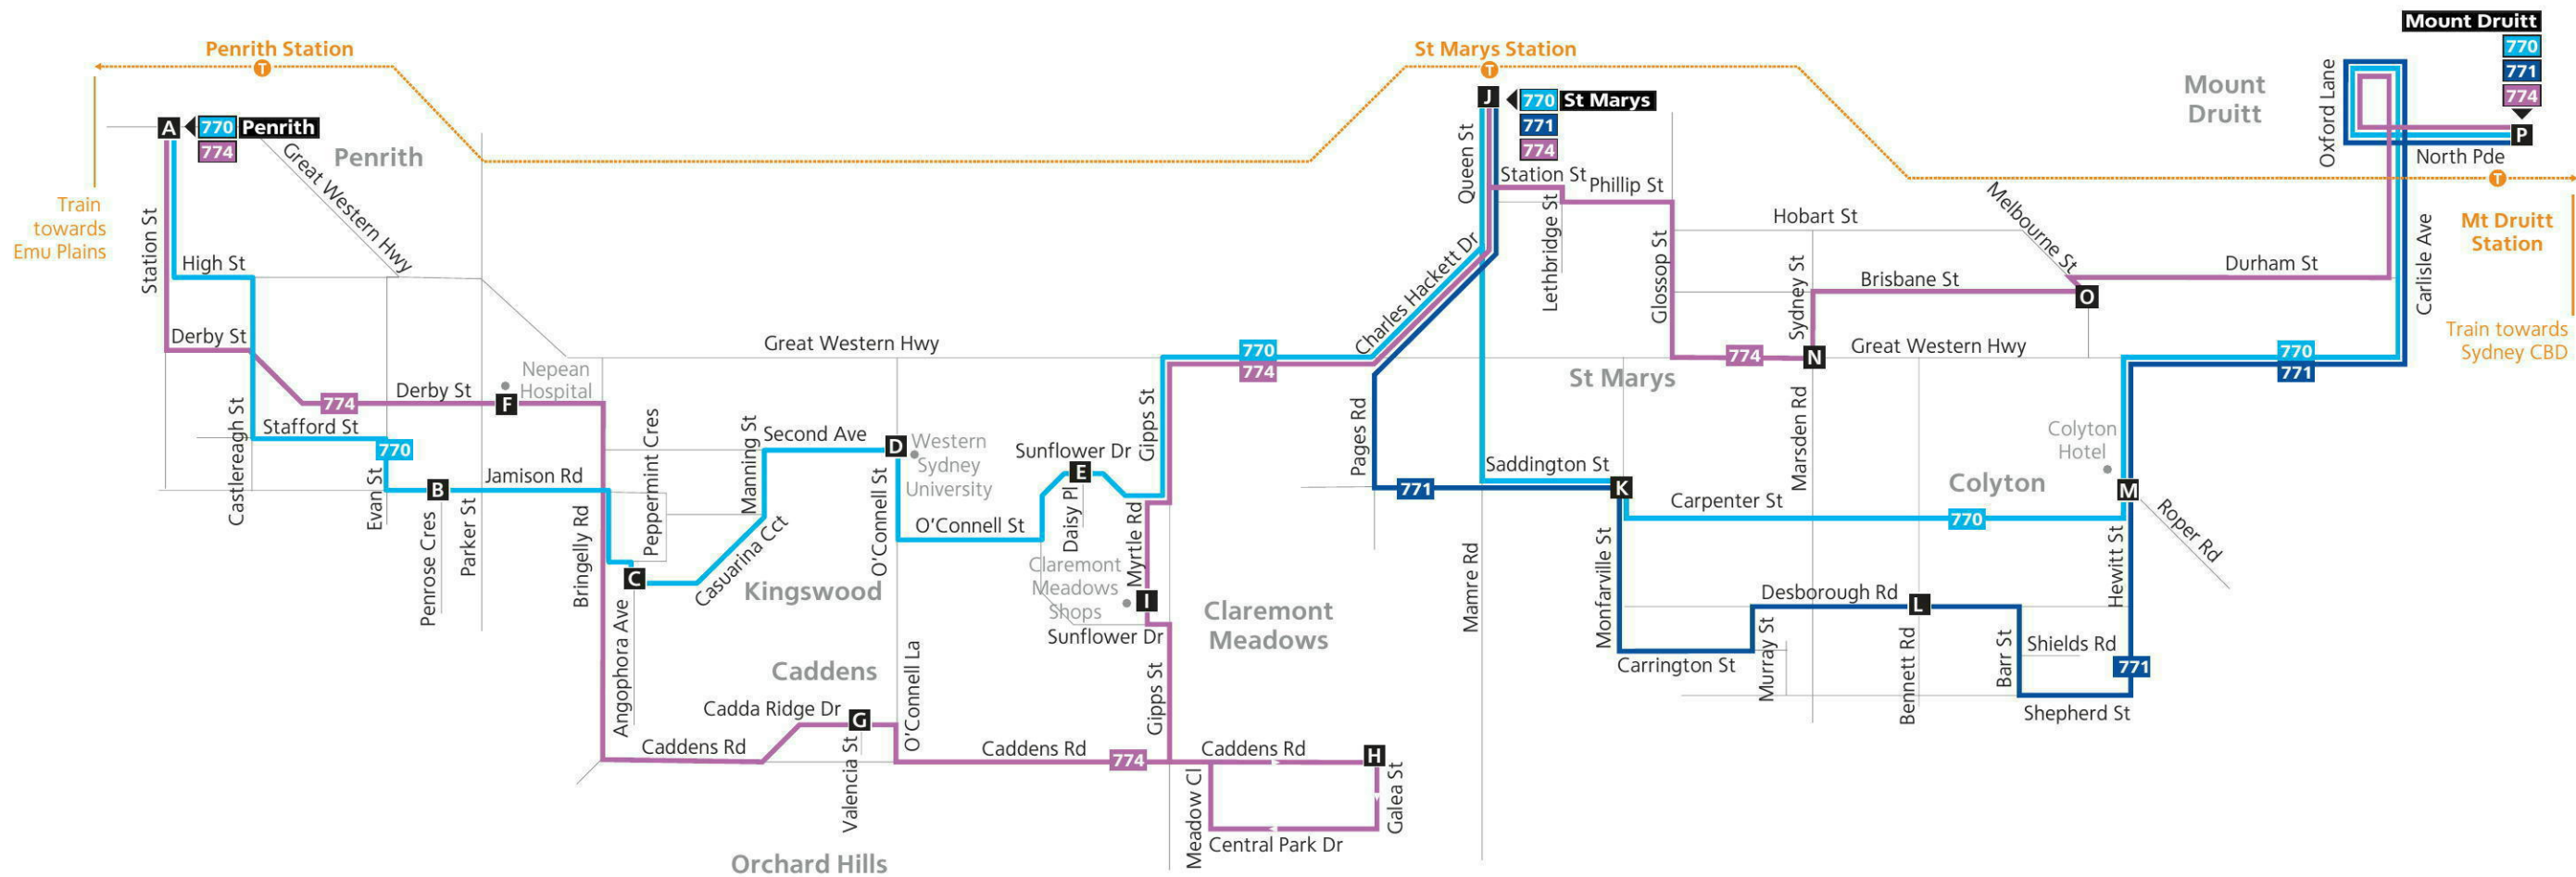 Mount Druitt
770
771
774
Penrith Station
T
St Marys Station
T
Mount
Druitt
Oxford Lane
P
North Pde
A
770
Penrith
774
Great Western Hwy
Penrith
J
770
St Marys
771
774
Queen St
Station St
Phillip St
Lethbridge St
T
Mt Druitt
Station
Train towards
Sydney CBD
Train
towards
Emu Plains
Station St
High St
Derby St
Hobart St
Melbourne St
Durham St
Carlisle Ave
Glossop St
Sydney St
Brisbane St
O
Charles Hackett Dr
Great Western Hwy
770
774
774
N
Great Western Hwy
770
771
St Marys
Nepean
Hospital
Derby St
774
F
Gipps St
Pages Rd
Marsden Rd
Castlereagh St
Stafford St
770
Evan St
B
Jamison Rd
Penrose Cres
Parker St
Bringelly Rd
Peppermint Cres
Manning St
Second Ave
D
Western
Sydney
University
O'Connell St
O'Connell St
Sunflower Dr
E
Daisy Pl
Myrtle Rd
771
Saddington St
K
Carpenter St
770
Colyton
Colyton
Hotel
M
Roper Rd
Hewitt St
C
Casuarina Cct
Kingswood
Claremont
Meadows
Shops
I
Sunflower Dr
Claremont
Meadows
Mamre Rd
Monfarville St
Desborough Rd
L
Carrington St
Murray St
Bennett Rd
Barr St
Shields Rd
771
Shepherd St
Angophora Ave
Caddens
Cadda Ridge Dr
G
O'Connell La
Gipps St
Caddens Rd
Valencia St
Caddens Rd
774
Caddens Rd
H
Meadow Cl
Galea St
Central Park Dr
Orchard Hills